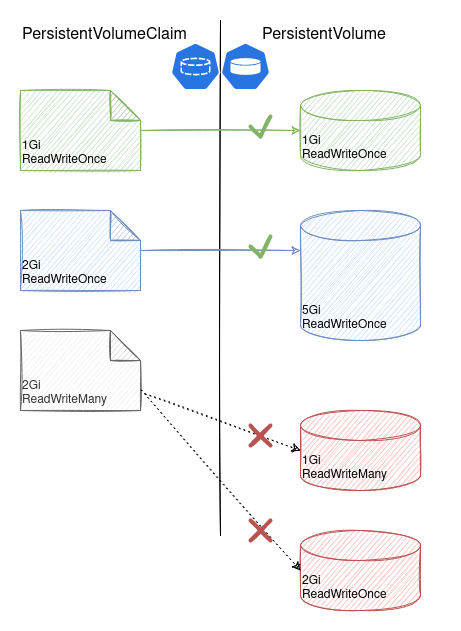 PersistentVolumeClaim
PersistentVolume
1Gi
ReadWriteOnce
1Gi
ReadWriteOnce
2Gi
ReadWriteOnce
5Gi
ReadWriteOnce
2Gi
ReadWriteMany
1Gi
ReadWriteMany
2Gi
ReadWriteOnce